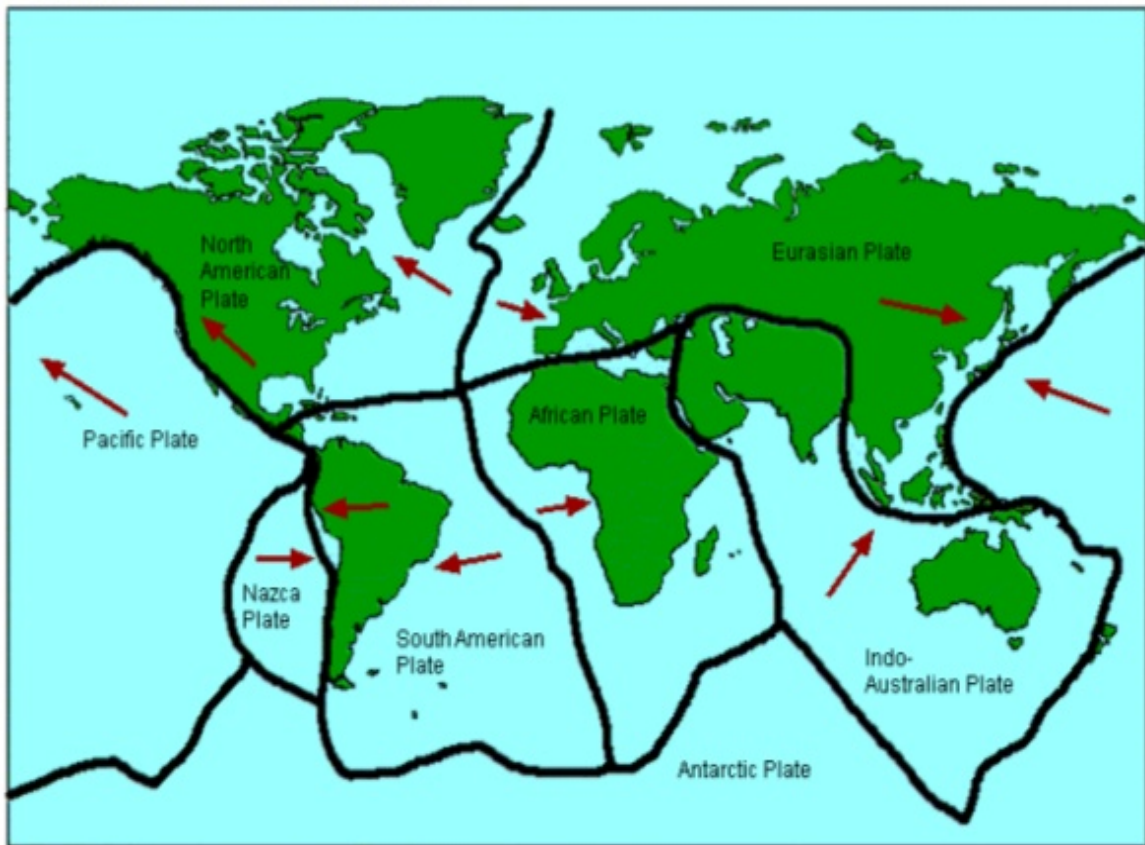 North
American
Plate
Eurasian Plate
Pacific Plate
African Plate
Nazca
Plate
South American
Plate
Indo-
Australian Plate
Antarctic Plate